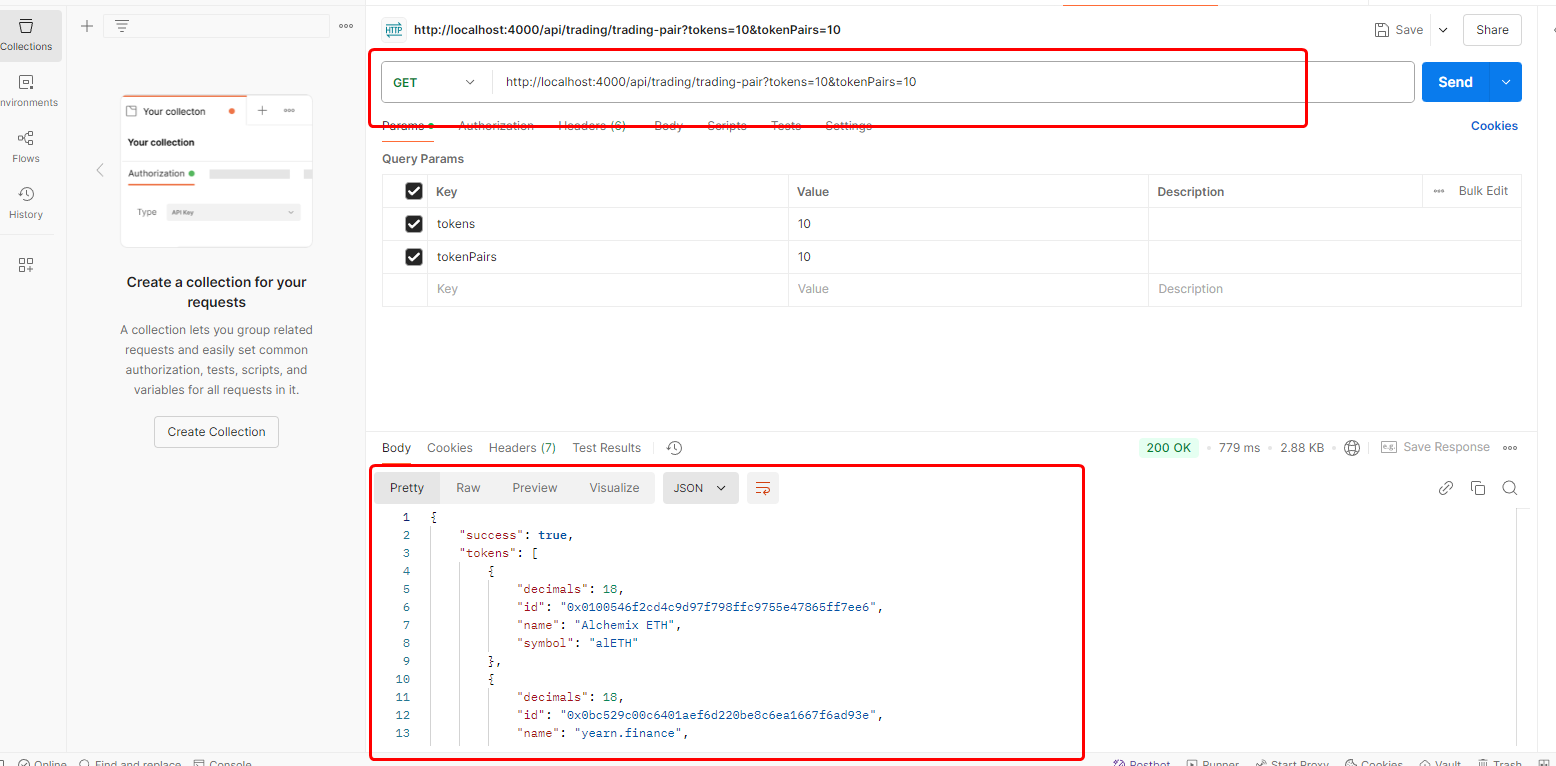 http://localhost:4000/api/trading/trading-pair?tokens=10&tokenPairs=10
Save
Share
Collections
nvironments
Flows
History
Your collecton
Your collection
Authorization
Type
API Key
Create a collection for your
requests
A collection lets you group related
requests and easily set common
authorization, tests, scripts, and
variables for all requests in it.
Create Collection
GET
http://localhost:4000/api/trading/trading-pair?tokens=10&tokenPairs=10
Send
Params
Authorization
Headers (6)
Body
Scripts
Tests
Settings
Cookies
Query Params
Key Value Description
Bulk Edit
tokens 10
tokenPairs 10
Key Value Description
Body
Cookies
Headers (7)
Test Results
200 OK
779 ms
2.88 KB
e.g.
Save Response
Pretty
Raw
Preview
Visualize
JSON
1 {
2 "success": true,
3 "tokens": [
4 {
5 "decimals": 18,
6 "id": "0x0100546f2cd4c9d97f798ffc9755e47865ff7ee6",
7 "name": "Alchemix ETH",
8 "symbol": "alETH"
9 },
10 {
11 "decimals": 18,
12 "id": "0x0bc529c00c6401aef6d220be8c6ea1667f6ad93e",
13 "name": "yearn.finance",
Online
Find and replace
Console
Postbot
Runner
Start Proxy
Cookies
Vault
Trash